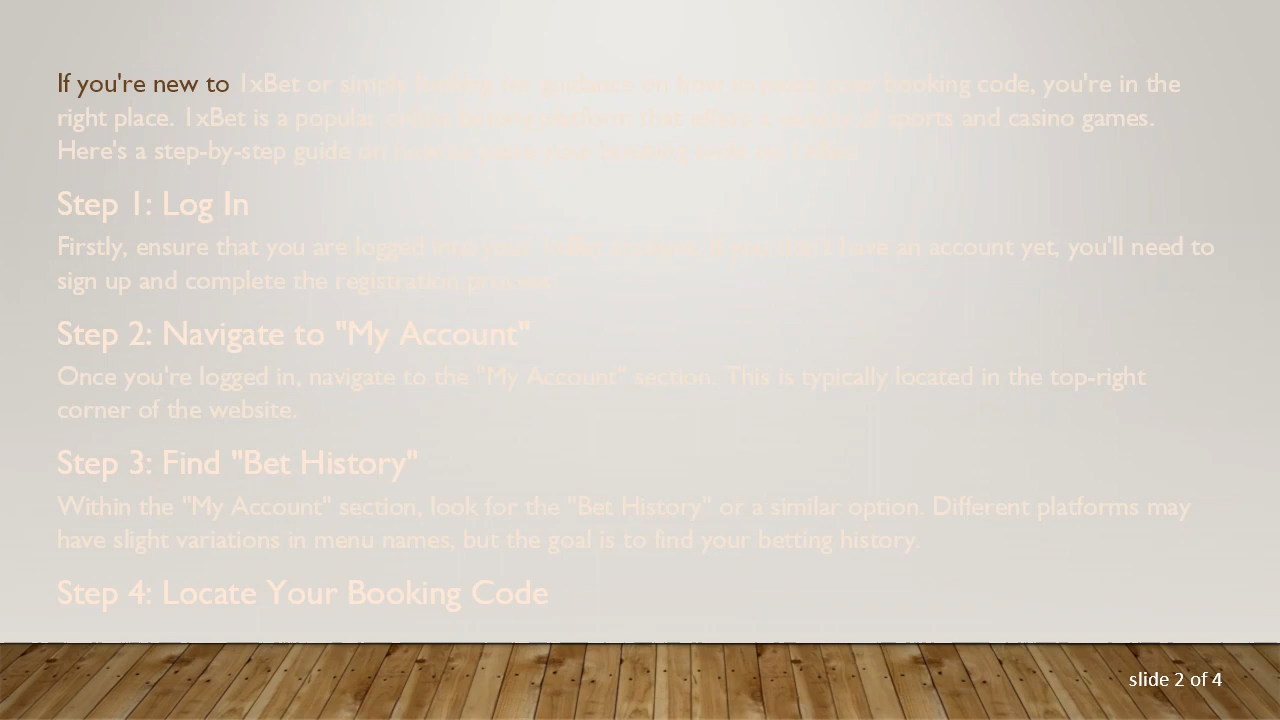 If you're new to 1xBet or simply looking for guidance on how to booking code, you're in the
right place. 1xBet is a popular online betting platform that offers a sports and casino games.
Here's a step-by-step guide on how to
Step 1: Log In
Firstly, ensure that you are logged into your 1xBet account. If you don't have an account yet, you'll need to
sign up and complete the registration process.
Step 2: Navigate to "My Account"
Once you're logged in, navigate to the "My Account" section. This is typically located in the top-right
corner of the website.
Step 3: Find "Bet History"
Within the "My Account" section, look for the "Bet History" or a similar option. Different platforms may
have slight variations in menu names, but the goal is to find your betting history.
Step 4: Locate Your Booking Code
slide 2 of 4